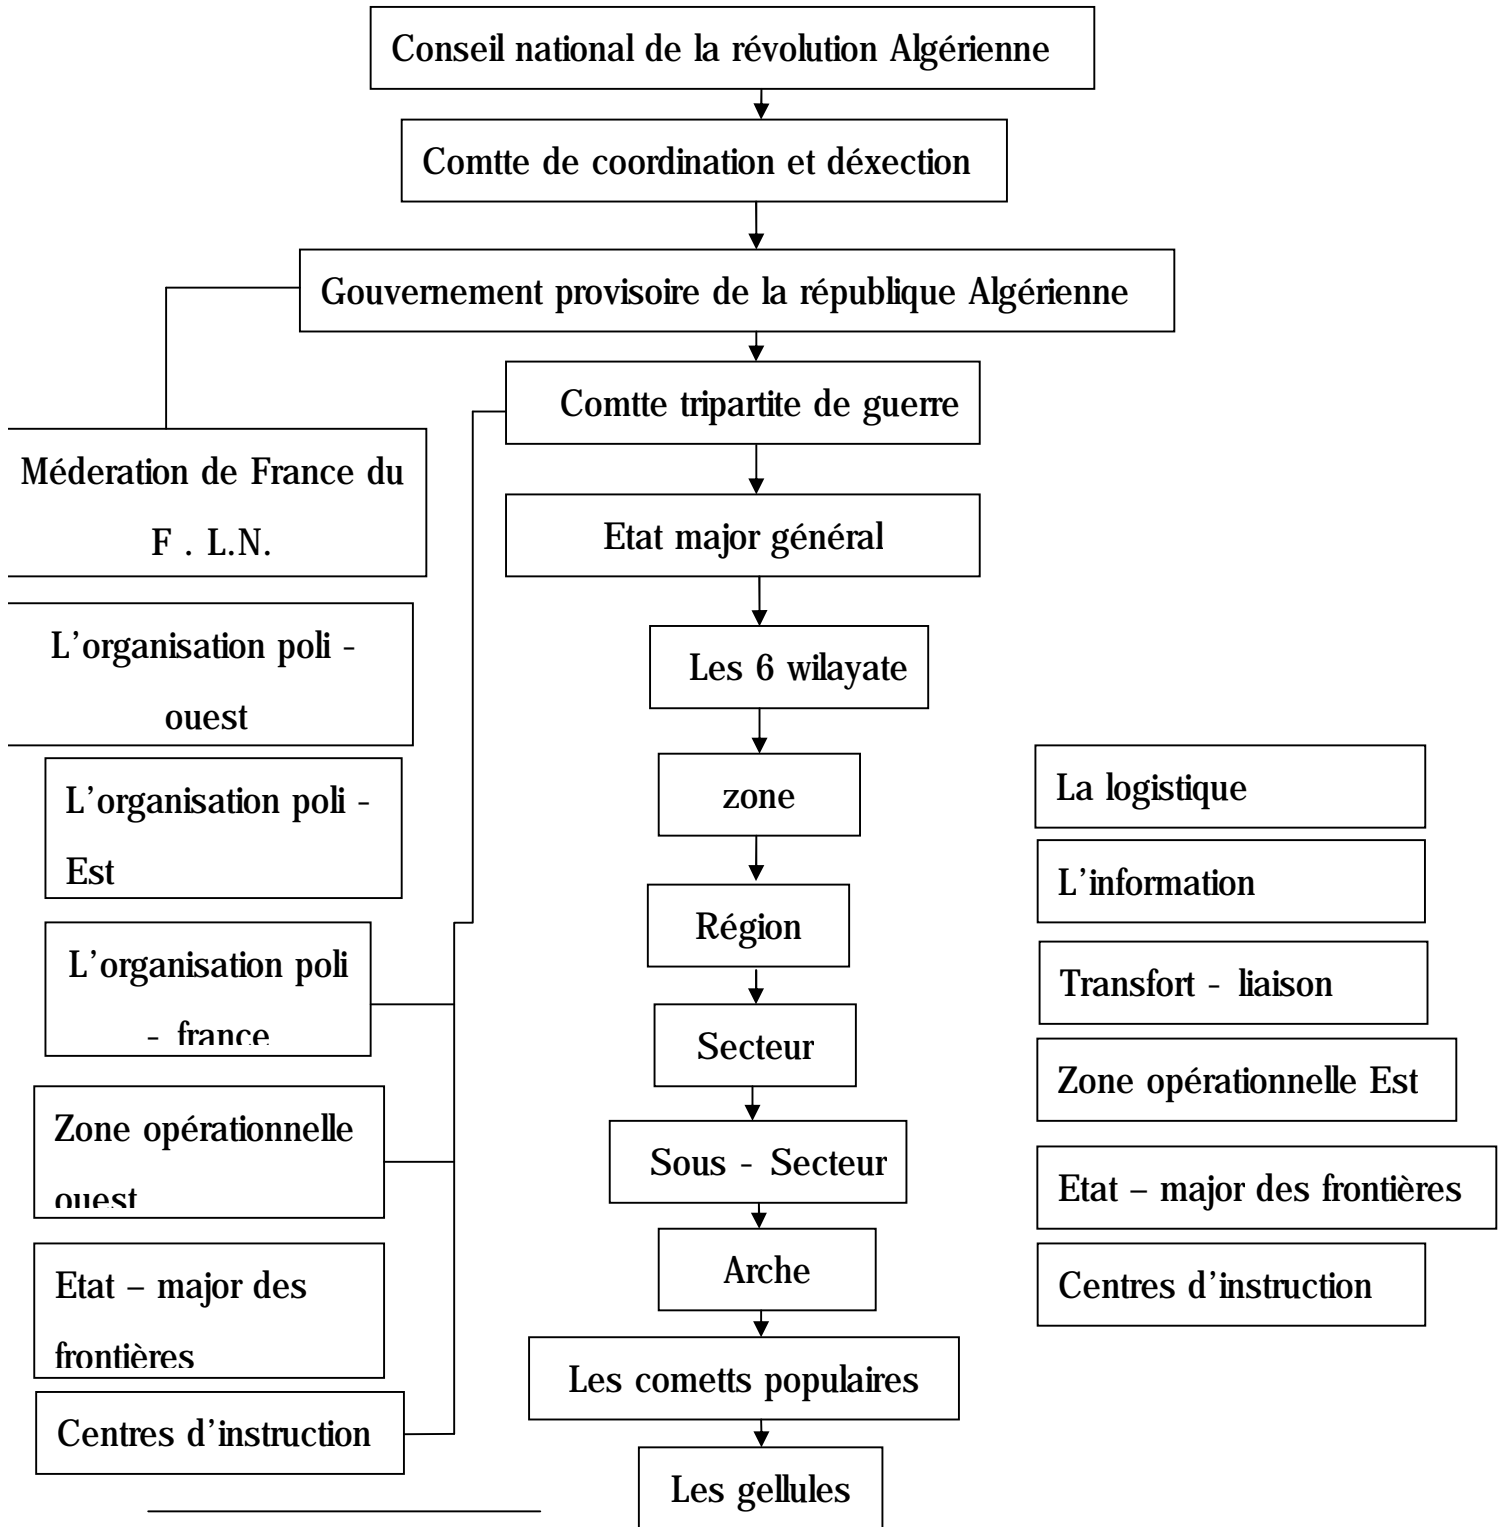 Conseil national de la révolution Algérienne
Comtte de coordination et déxection
Gouvernement provisoire de la république Algérienne
Comtte tripartite de guerre
Méderation de France du
F . L.N.
Etat major général
L'organisation poli -
ouest
Les 6 wilayate
L'organisation poli -
Est
zone
La logistique
L'information
L'organisation poli
- france
Région
Transfort - liaison
Secteur
Zone opérationnelle Est
Zone opérationnelle
ouest
Sous - Secteur
Etat – major des frontières
Etat – major des
frontières
Arche
Centres d'instruction
Les cometts populaires
Centres d'instruction
Les gellules